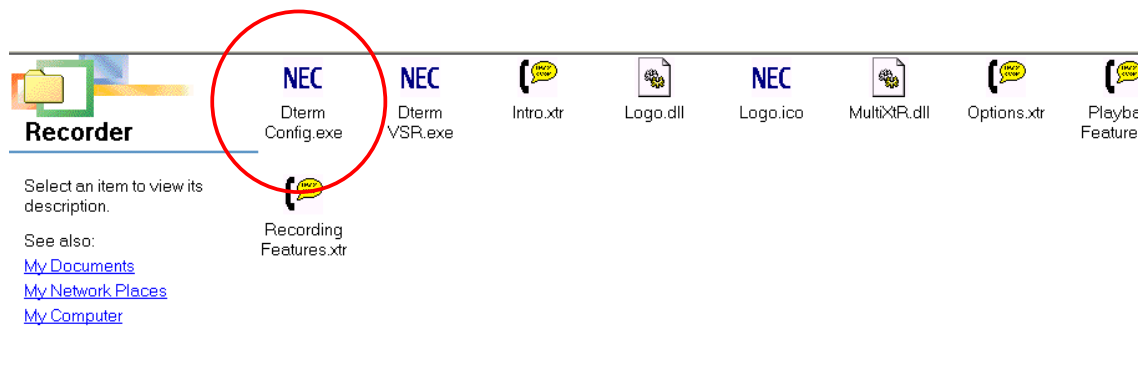 NEC
Dterm
Config.exe
NEC
Dterm
VSR.exe
Intro.xtr
Logo.dll
NEC
Logo.ico
MultiXtR.dll
Options.xtr
Playba
Feature
Recorder
Recording
Features.xtr
Select an item to view its
description.
See also:
My Documents
My Network Places
My Computer